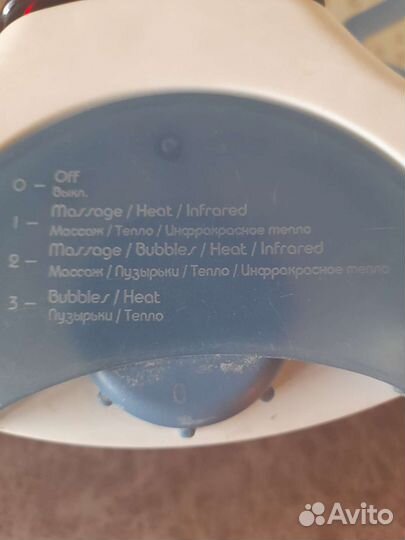 0 - Off
Выкл.
1 - Massage / Heat / Infrared
Массаж / Тепло / Инфракрасное тепло
2 - Massage / Bubbles / Heat / Infrared
Массаж / Пузырьки / Тепло / Инфракрасное тепло
3 - Bubbles / Heat
Пузырьки / Тепло
0
Avito